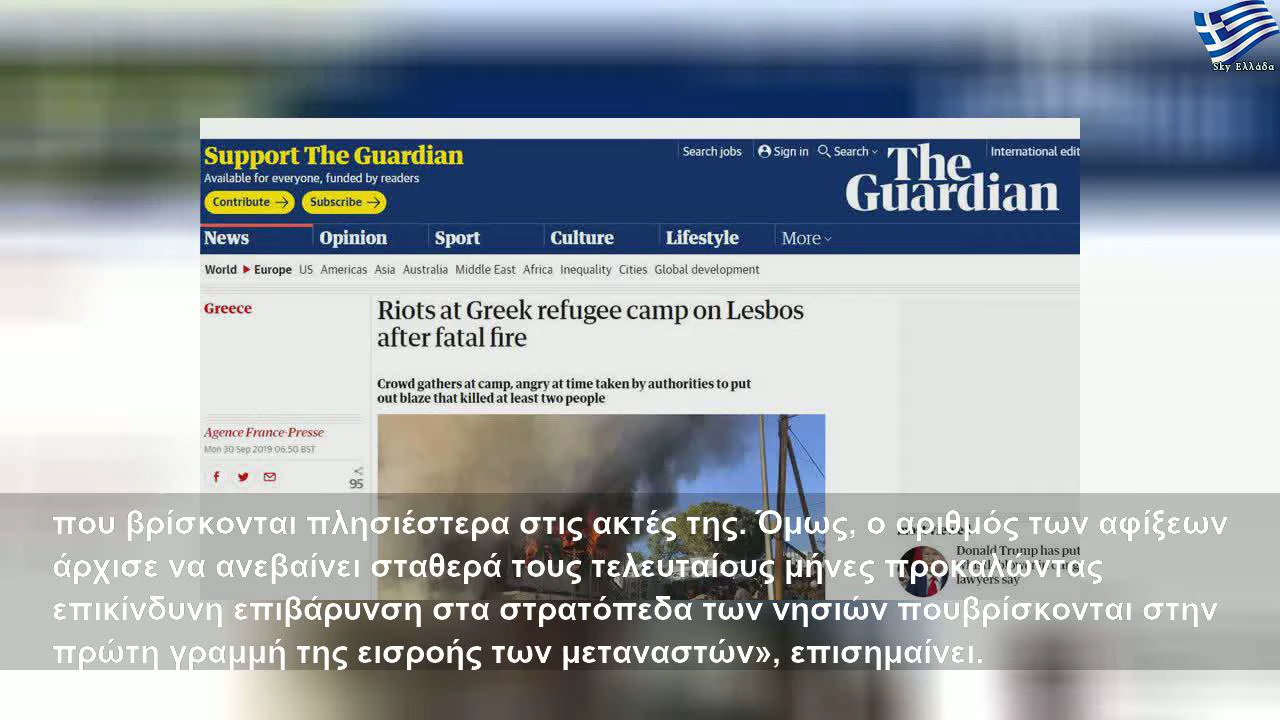 Sky Ελλάδα
Support The Guardian
Available for everyone, funded by readers
Contribute
Subscribe
Search jobs
Sign in
Search
International edit
The
Guardian
News
Opinion
Sport
Culture
Lifestyle
More
World
Europe
US
Americas
Asia
Australia
Middle East
Africa
Inequality
Cities
Global development
Greece
Riots at Greek refugee camp on Lesbos
after fatal fire
Crowd gathers at camp, angry at time taken by authorities to put
out blaze that killed at least two people
Agence France-Presse
Mon 30 Sep 2019 06.50 BST
95
Donald Trump has put
lawyers say
που βρίσκονται πλησιέστερα στις ακτές της. Όμως, ο αριθμός των αφίξεων
άρχισε να ανεβαίνει σταθερά τους τελευταίους μήνες προκαλώντας
επικίνδυνη επιβάρυνση στα στρατόπεδα των νησιών πουβρίσκονται στην
πρώτη γραμμή της εισροής των μεταναστών», επισημαίνει.